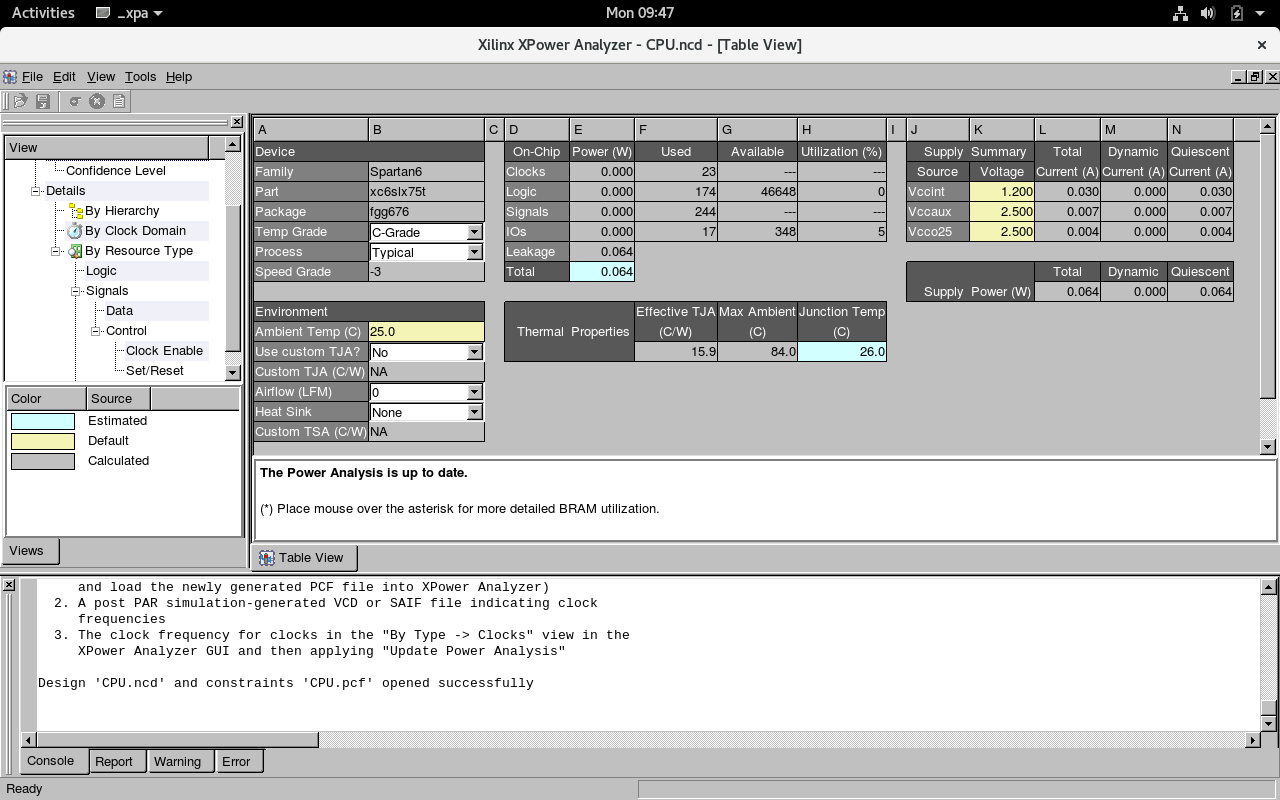 Activities _xpa Mon 09:47
Xilinx XPower Analyzer - CPU.ncd - [Table View]
File Edit View Tools Help
View
Confidence Level
Details
By Hierarchy
By Clock Domain
By Resource Type
Logic
Signals
Data
Control
Clock Enable
Set/Reset
Color Source
Estimated
Default
Calculated
Views
A B C D E F G H I J K L M N
Device
Family Spartan6
Part xc6slx75t
Package fgg676
Temp Grade C-Grade
Process Typical
Speed Grade -3
Environment
Ambient Temp (C) 25.0
Use custom TJA? No
Custom TJA (C/W) NA
Airflow (LFM) 0
Heat Sink None
Custom TSA (C/W) NA
On-Chip Power (W) Used Available Utilization (%)
Clocks 0.000 23 --- ---
Logic 0.000 174 46648 0
Signals 0.000 244 --- ---
IOs 0.000 17 348 5
Leakage 0.064
Total 0.064
Effective TJA Max Ambient Junction Temp
Thermal Properties (C/W) (C) (C)
15.9 84.0 26.0
Supply Summary Total Dynamic Quiescent
Source Voltage Current (A) Current (A) Current (A)
Vccint 1.200 0.030 0.000 0.030
Vccaux 2.500 0.007 0.000 0.007
Vcco25 2.500 0.004 0.000 0.004
Total Dynamic Quiescent
Supply Power (W) 0.064 0.000 0.064
The Power Analysis is up to date.
(*) Place mouse over the asterisk for more detailed BRAM utilization.
Table View
and load the newly generated PCF file into XPower Analyzer)
2. A post PAR simulation-generated VCD or SAIF file indicating clock
frequencies
3. The clock frequency for clocks in the "By Type -> Clocks" view in the
XPower Analyzer GUI and then applying "Update Power Analysis"
Design 'CPU.ncd' and constraints 'CPU.pcf' opened successfully
Console Report Warning Error
Ready